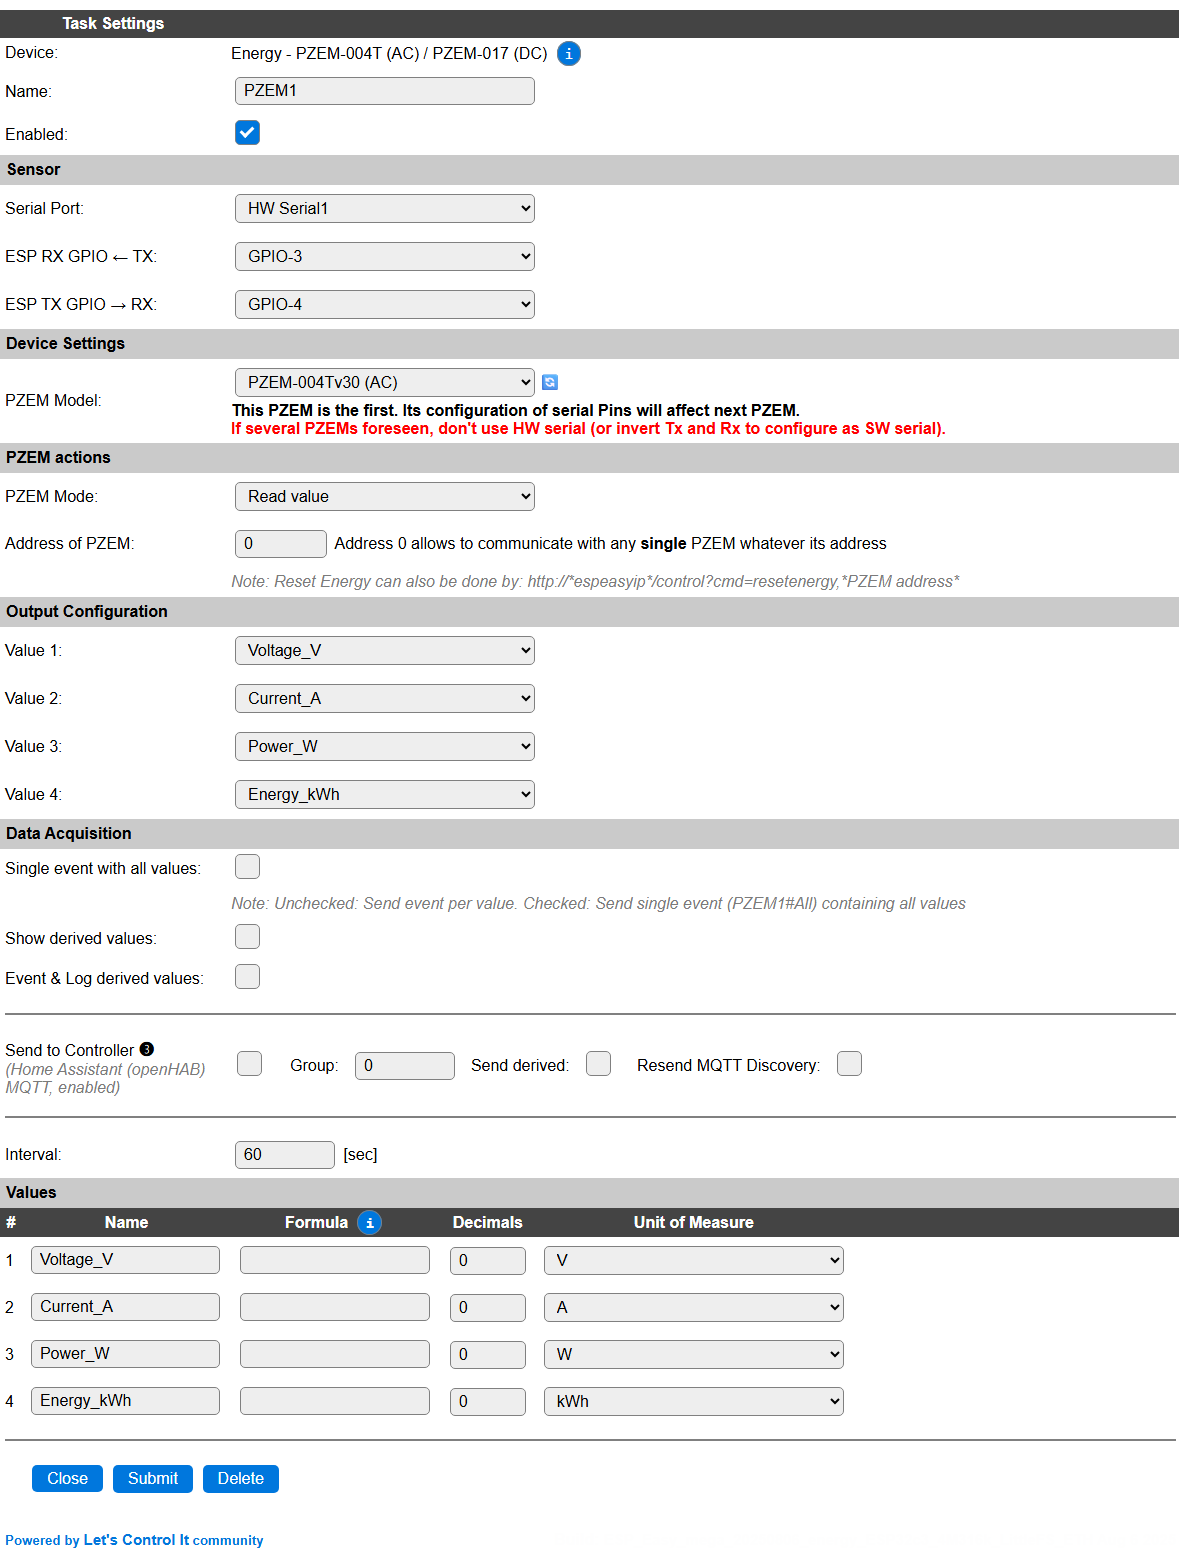 Task Settings
Device: Energy - PZEM-004T (AC) / PZEM-017 (DC) i
Name: PZEM1
Enabled:
Sensor
Serial Port: HW Serial1
ESP RX GPIO ← TX: GPIO-3
ESP TX GPIO → RX: GPIO-4
Device Settings
PZEM Model: PZEM-004Tv30 (AC)
This PZEM is the first. Its configuration of serial Pins will affect next PZEM.
If several PZEMs foreseen, don't use HW serial (or invert Tx and Rx to configure as SW serial).
PZEM actions
PZEM Mode: Read value
Address of PZEM: 0 Address 0 allows to communicate with any single PZEM whatever its address
Note: Reset Energy can also be done by: http://*espeasyip*/control?cmd=resetenergy,*PZEM address*
Output Configuration
Value 1: Voltage_V
Value 2: Current_A
Value 3: Power_W
Value 4: Energy_kWh
Data Acquisition
Single event with all values:
Note: Unchecked: Send event per value. Checked: Send single event (PZEM1#All) containing all values
Show derived values:
Event & Log derived values:
Send to Controller ❸
(Home Assistant (openHAB)
MQTT, enabled)
Group: 0 Send derived: Resend MQTT Discovery:
Interval: 60 [sec]
Values
# Name Formula i Decimals Unit of Measure
1 Voltage_V 0 V
2 Current_A 0 A
3 Power_W 0 W
4 Energy_kWh 0 kWh
Close Submit Delete
Powered by Let's Control It community